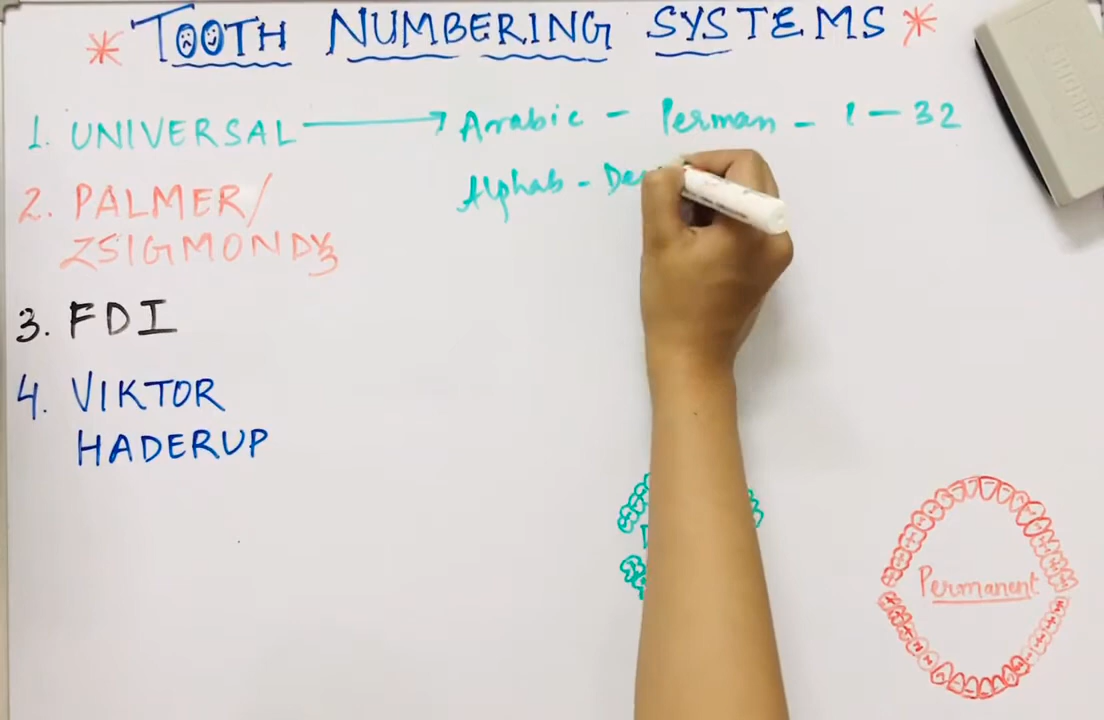 TOOTH NUMBERING SYSTEMS
1. UNIVERSAL → Arabic - Perman - 1 - 32
Alphab -
2. PALMER/
ZSIGMONDY
3. FDI
4. VIKTOR
HADERUP
Permanent